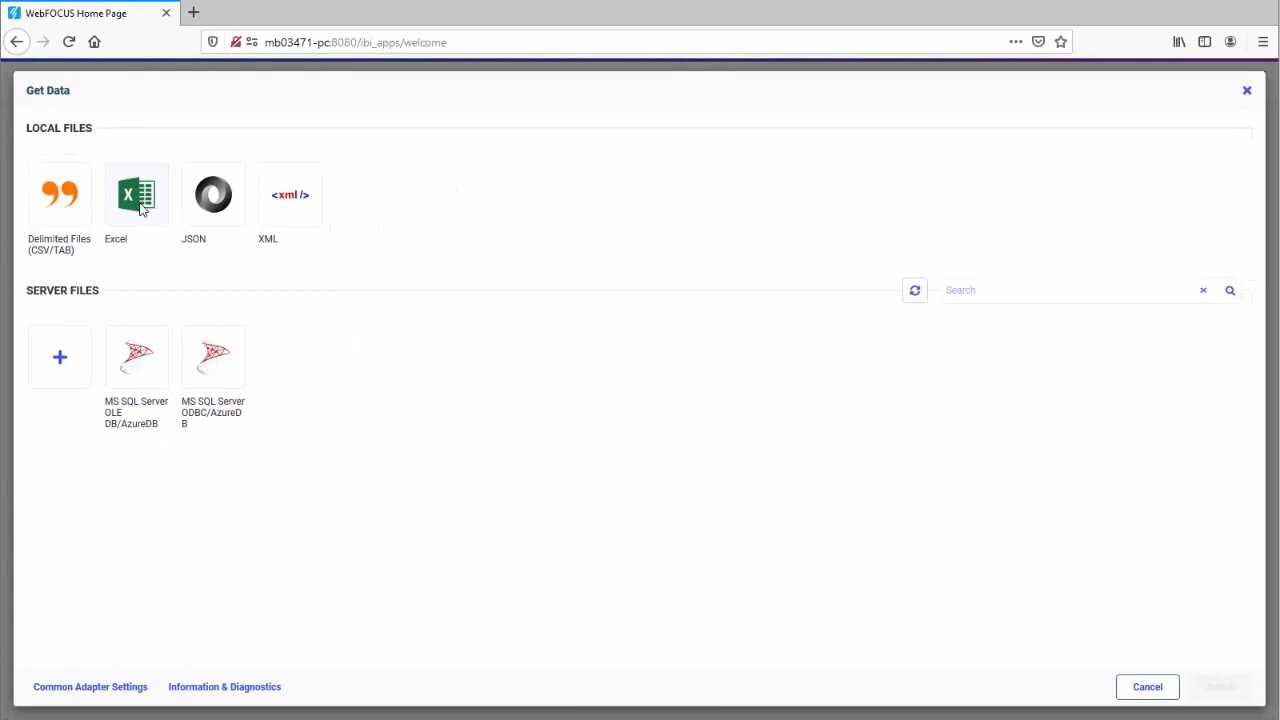 WebFOCUS Home Page
mb03471-pc:8080/ibi_apps/welcome
Get Data
LOCAL FILES
<xml />
Delimited Files
(CSV/TAB)
Excel
JSON
XML
SERVER FILES
Search
MS SQL Server
OLE
DB/AzureDB
MS SQL Server
ODBC/AzureD
B
Common Adapter Settings
Information & Diagnostics
Cancel